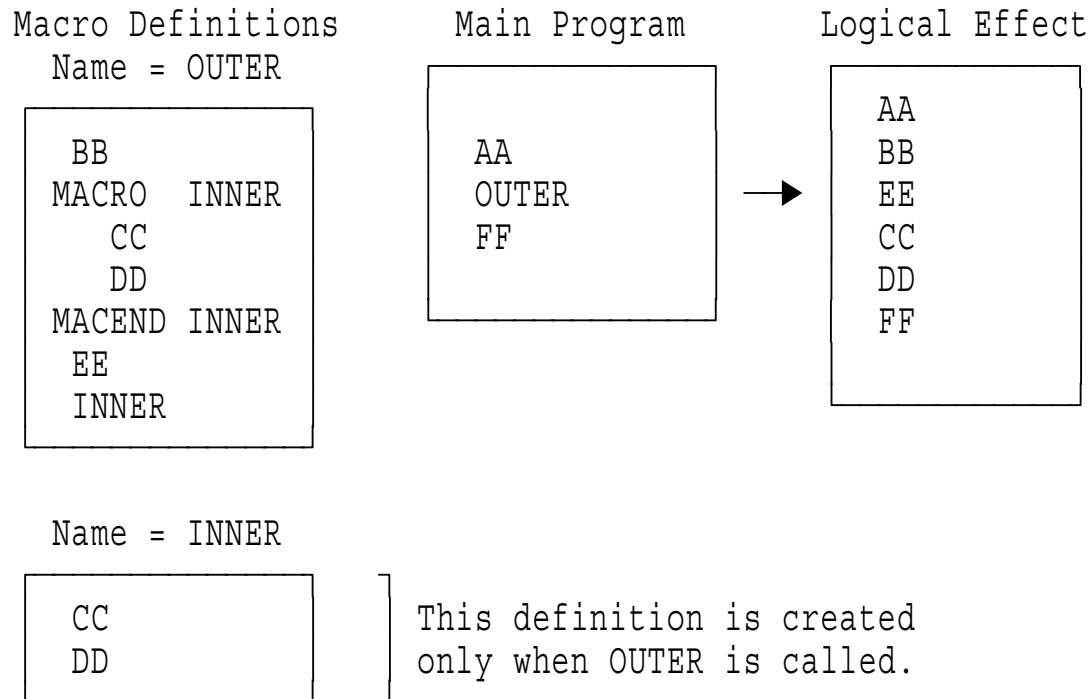 Macro Definitions
Name = OUTER
BB
MACRO INNER
CC
DD
MACEND INNER
EE
INNER
Main Program
AA
OUTER
FF
Logical Effect
AA
BB
EE
CC
DD
FF
Name = INNER
CC
DD
This definition is created
only when OUTER is called.